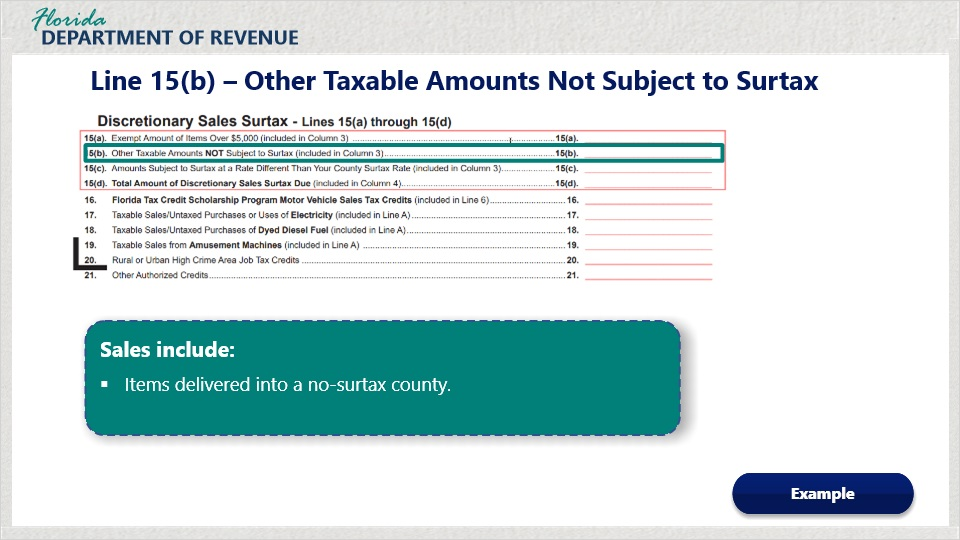 Florida
DEPARTMENT OF REVENUE
Line 15(b) – Other Taxable Amounts Not Subject to Surtax
Discretionary Sales Surtax - Lines 15(a) through 15(d)
15(a). Exempt Amount of Items Over $5,000 (included in Column 3) ........ 15(a).
5(b). Other Taxable Amounts NOT Subject to Surtax (included in Column 3)........ 15(b).
15(c). Amounts Subject to Surtax at a Rate Different Than Your County Surtax Rate (included in Column 3)........ 15(c).
15(d). Total Amount of Discretionary Sales Surtax Due (included in Column 4)........ 15(d).
16. Florida Tax Credit Scholarship Program Motor Vehicle Sales Tax Credits (included in Line 6)........ 16.
17. Taxable Sales/Untaxed Purchases or Uses of Electricity (included in Line A)........ 17.
18. Taxable Sales/Untaxed Purchases of Dyed Diesel Fuel (included in Line A)........ 18.
19. Taxable Sales from Amusement Machines (included in Line A) ........ 19.
20. Rural or Urban High Crime Area Job Tax Credits ........ 20.
21. Other Authorized Credits........ 21.
Sales include:
▪ Items delivered into a no-surtax county.
Example